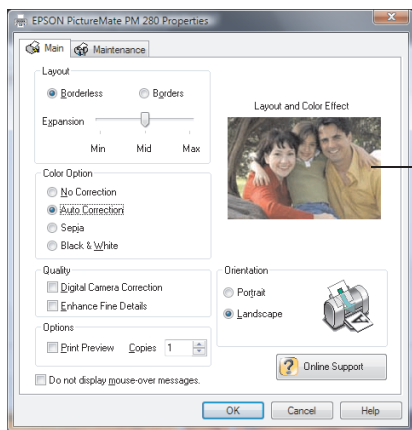 EPSON PictureMate PM 280 Properties
Main
Maintenance
Layout
Borderless
Borders
Expansion
Min
Mid
Max
Color Option
No Correction
Auto Correction
Sepia
Black & White
Layout and Color Effect
Quality
Digital Camera Correction
Enhance Fine Details
Orientation
Portrait
Landscape
Options
Print Preview
Copies
1
Online Support
Do not display mouse-over messages.
OK
Cancel
Help